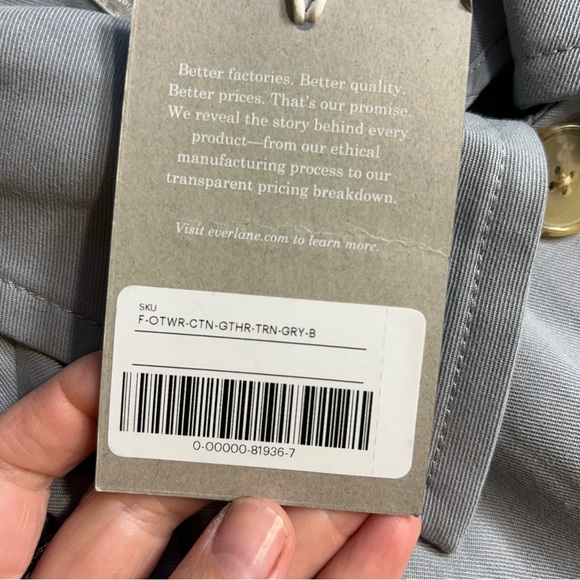 Better factories. Better quality.
Better prices. That's our promise.
We reveal the story behind every
product—from our ethical
manufacturing process to our
transparent pricing breakdown.
Visit everlane.com to learn more.
SKU
F-OTWR-CTN-GTHR-TRN-GRY-B
0-00000-81936-7